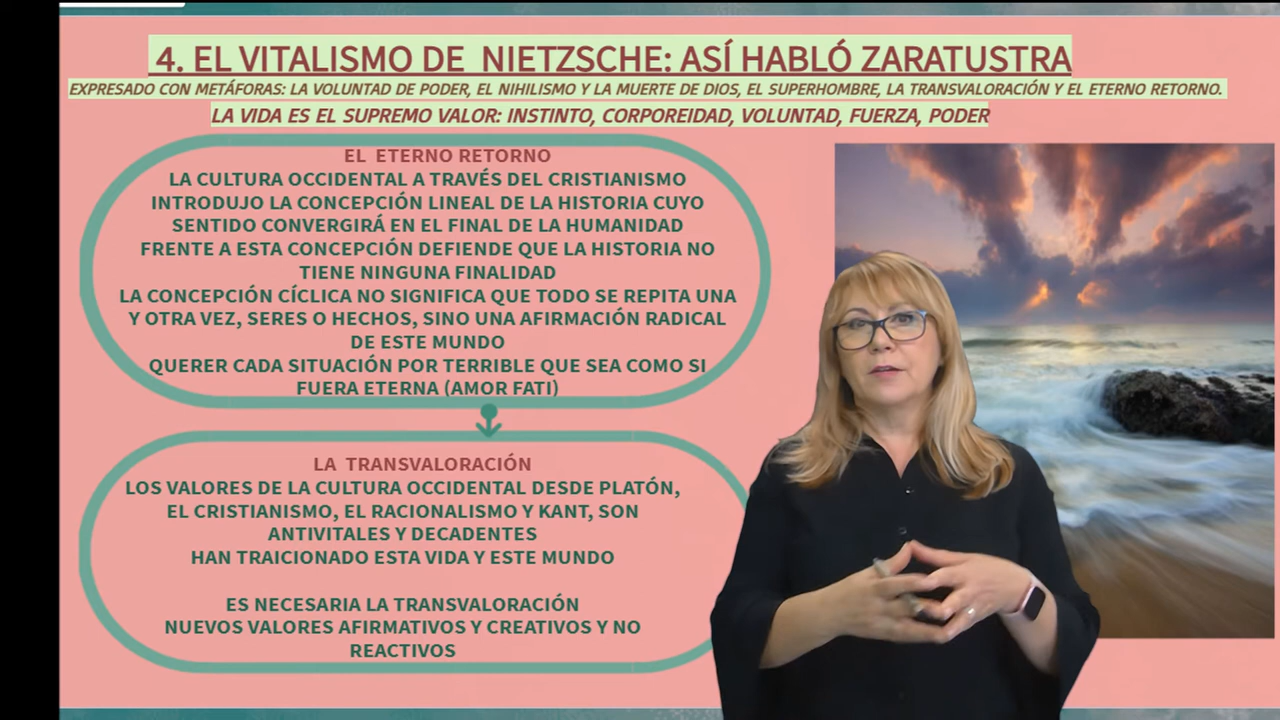 4. EL VITALISMO DE NIETZSCHE: ASÍ HABLÓ ZARATUSTRA
EXPRESADO CON METÁFORAS: LA VOLUNTAD DE PODER, EL NIHILISMO Y LA MUERTE DE DIOS, EL SUPERHOMBRE, LA TRANSVALORACIÓN Y EL ETERNO RETORNO.
LA VIDA ES EL SUPREMO VALOR: INSTINTO, CORPOREIDAD, VOLUNTAD, FUERZA, PODER
EL ETERNO RETORNO
LA CULTURA OCCIDENTAL A TRAVÉS DEL CRISTIANISMO
INTRODUJO LA CONCEPCIÓN LINEAL DE LA HISTORIA CUYO
SENTIDO CONVERGIRÁ EN EL FINAL DE LA HUMANIDAD
FRENTE A ESTA CONCEPCIÓN DEFIENDE QUE LA HISTORIA NO
TIENE NINGUNA FINALIDAD
LA CONCEPCIÓN CÍCLICA NO SIGNIFICA QUE TODO SE REPITA UNA
Y OTRA VEZ, SERES O HECHOS, SINO UNA AFIRMACIÓN RADICAL
DE ESTE MUNDO
QUERER CADA SITUACIÓN POR TERRIBLE QUE SEA COMO SI
FUERA ETERNA (AMOR FATI)
LA TRANSVALORACIÓN
LOS VALORES DE LA CULTURA OCCIDENTAL DESDE PLATÓN,
EL CRISTIANISMO, EL RACIONALISMO Y KANT, SON
ANTIVITALES Y DECADENTES
HAN TRAICIONADO ESTA VIDA Y ESTE MUNDO
ES NECESARIA LA TRANSVALORACIÓN
NUEVOS VALORES AFIRMATIVOS Y CREATIVOS Y NO
REACTIVOS